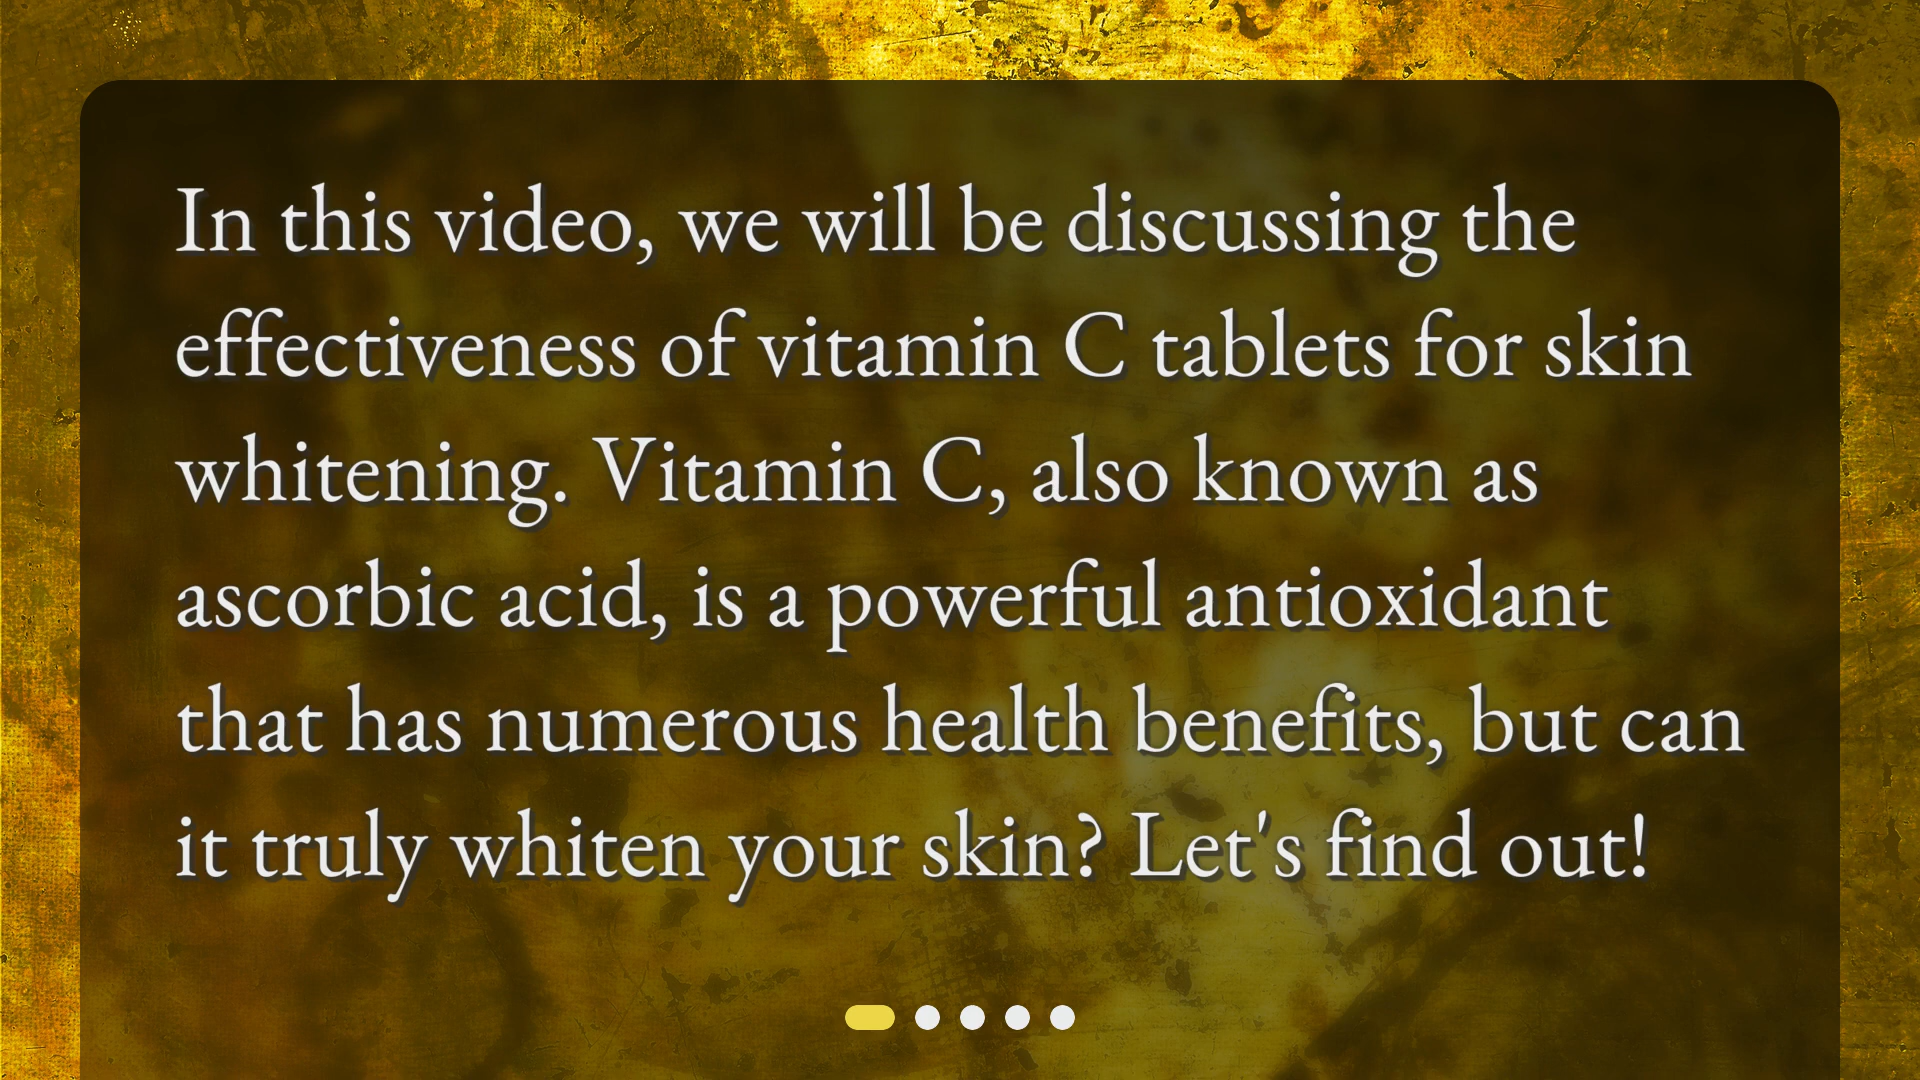 In this video, we will be discussing the
effectiveness of vitamin C tablets for skin
whitening. Vitamin C, also known as
ascorbic acid, is a powerful antioxidant
that has numerous health benefits, but can
it truly whiten your skin? Let's find out!